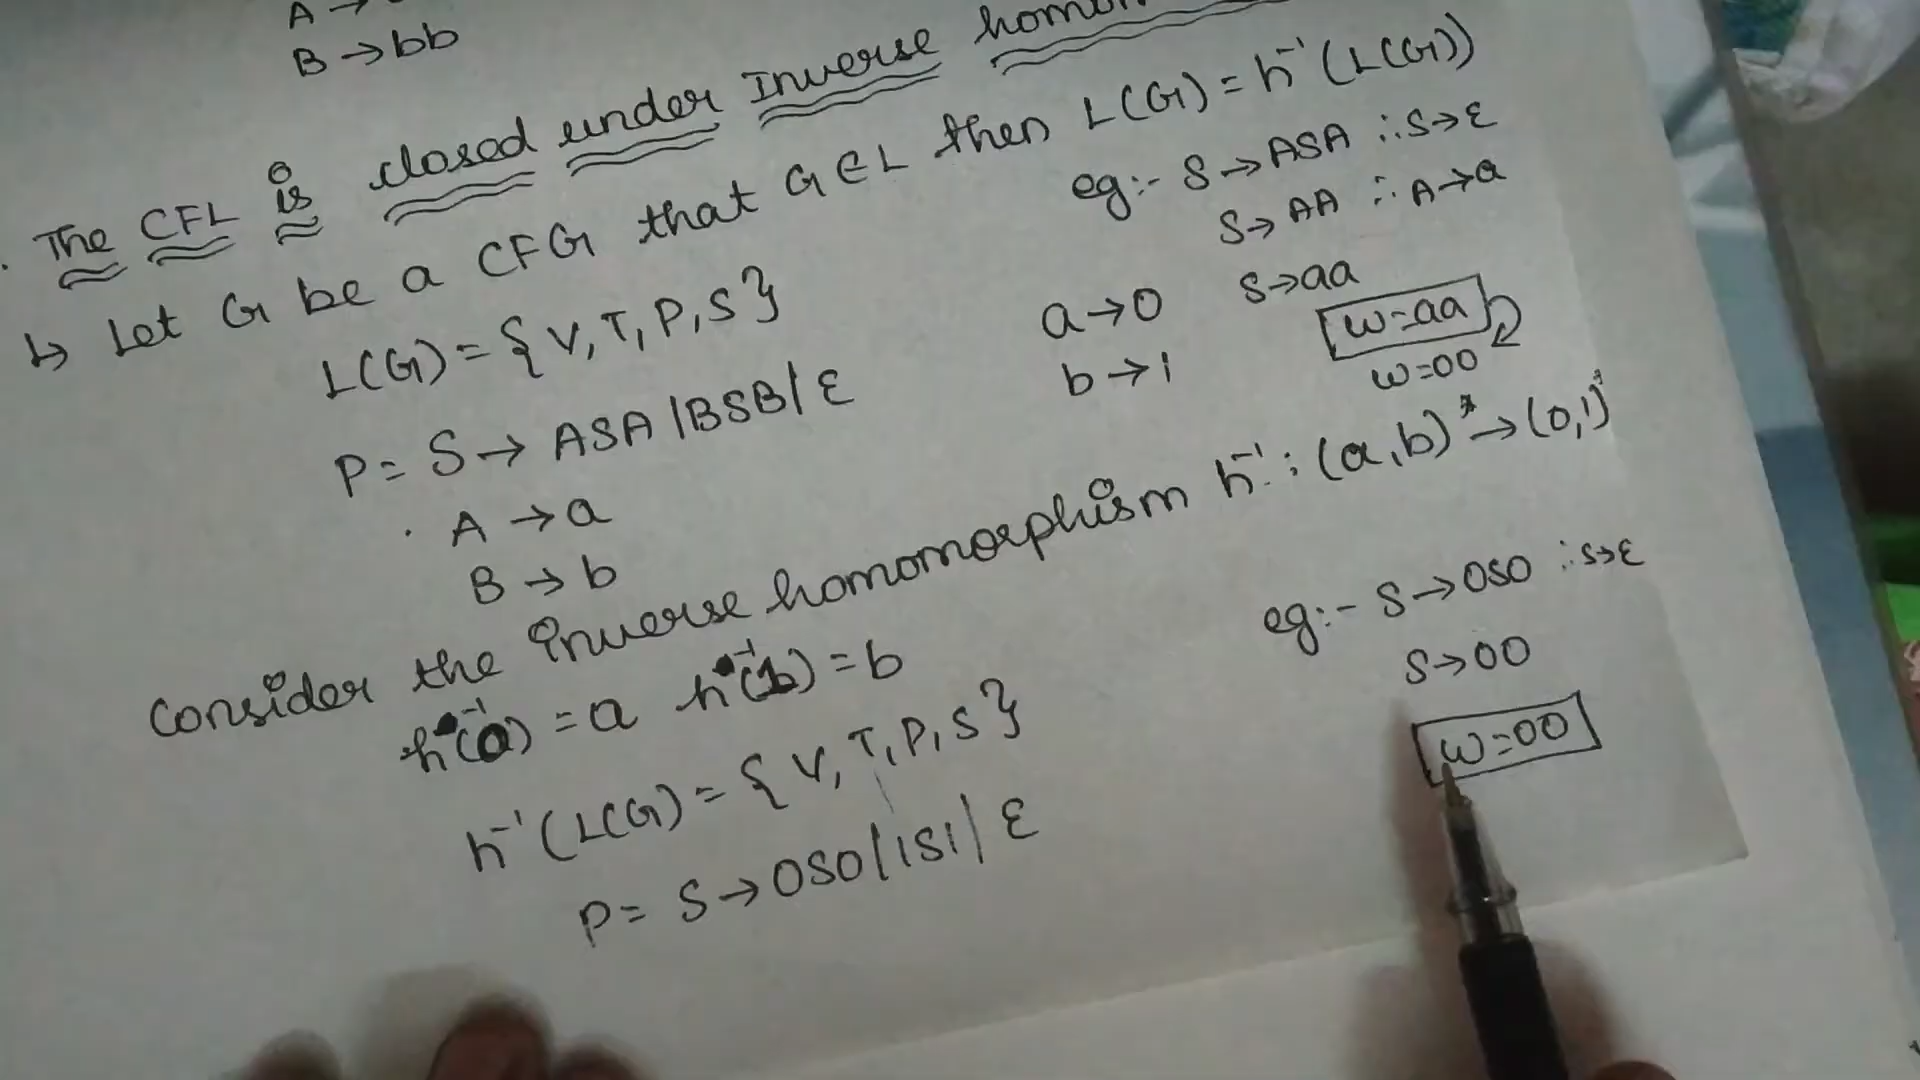 A →
B → bb
The CFL is closed under Inverse
Let G be a CFG that G ∈ L then L(G) = h⁻¹(L(G))
L(G) = { V, T, P, S }
P = S → ASA | BSB | ε
A → a
B → b
eg:- S → ASA ∴ S → ε
S → AA ∴ A → a
S → aa
a → 0
b → 1
w = aa
w = 00
Consider the inverse homomorphism h⁻¹ : (a, b)* → (0, 1)*
h⁻¹(0) = a h⁻¹(1) = b
h⁻¹(L(G) = { V, T, P, S }
P = S → 0S0 | 1S1 | ε
eg:- S → 0S0 ∴ S → ε
S → 00
w = 00